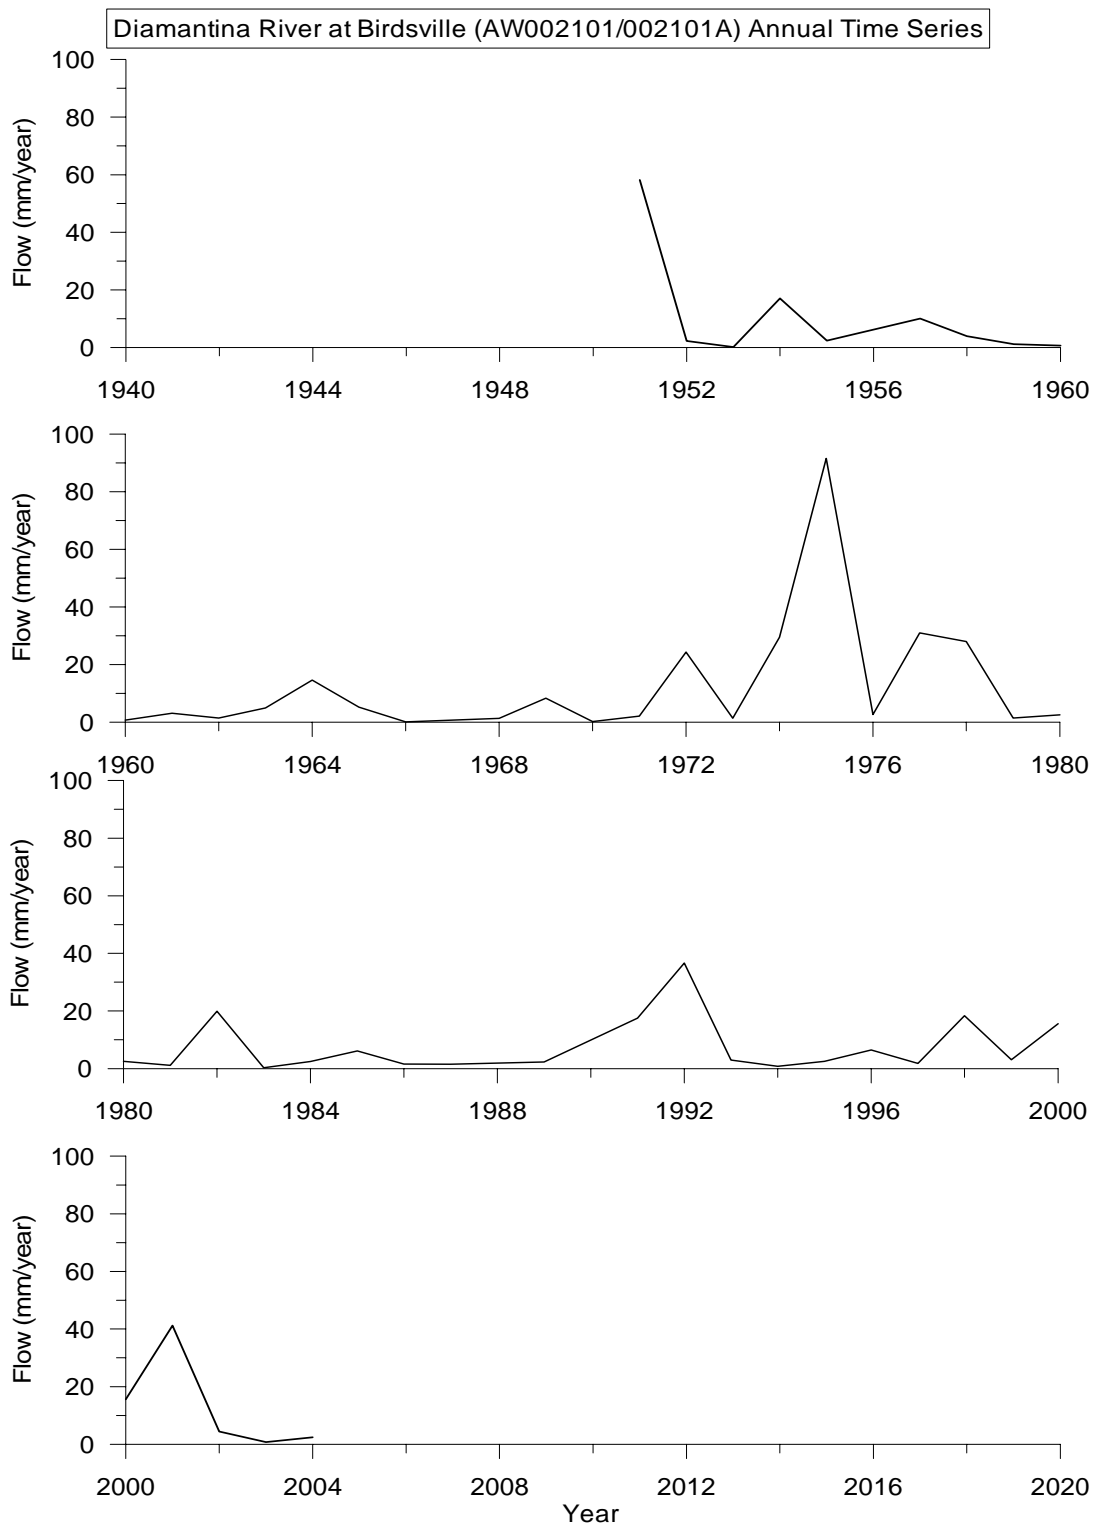 Diamantina River at Birdsville (AW002101/002101A) Annual Time Series
100
80
60
40
20
0
Flow (mm/year)
1940 1944 1948 1952 1956 1960
100
80
60
40
20
0
Flow (mm/year)
1960 1964 1968 1972 1976 1980
100
80
60
40
20
0
Flow (mm/year)
1980 1984 1988 1992 1996 2000
100
80
60
40
20
0
Flow (mm/year)
2000 2004 2008 2012 2016 2020
Year